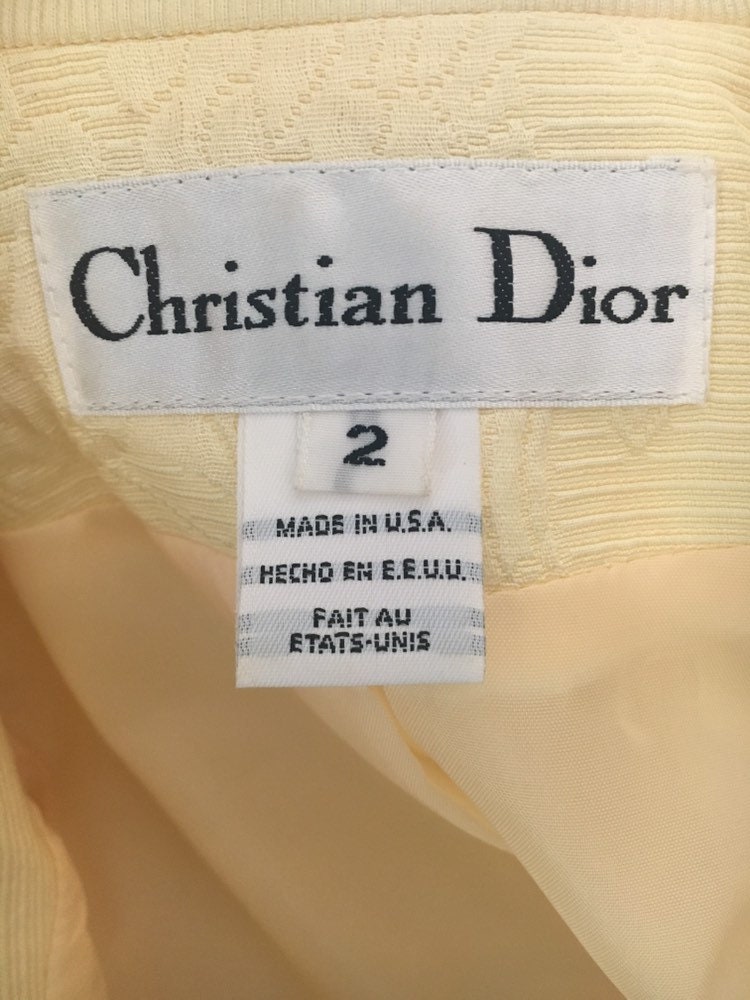 Christian Dior
2
MADE IN U.S.A.
HECHO EN E.E.U.U.
FAIT AU
ETATS-UNIS